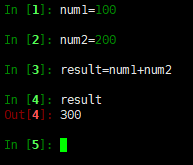 In [1]: num1=100
In [2]: num2=200
In [3]: result=num1+num2
In [4]: result
Out[4]: 300
In [5]: